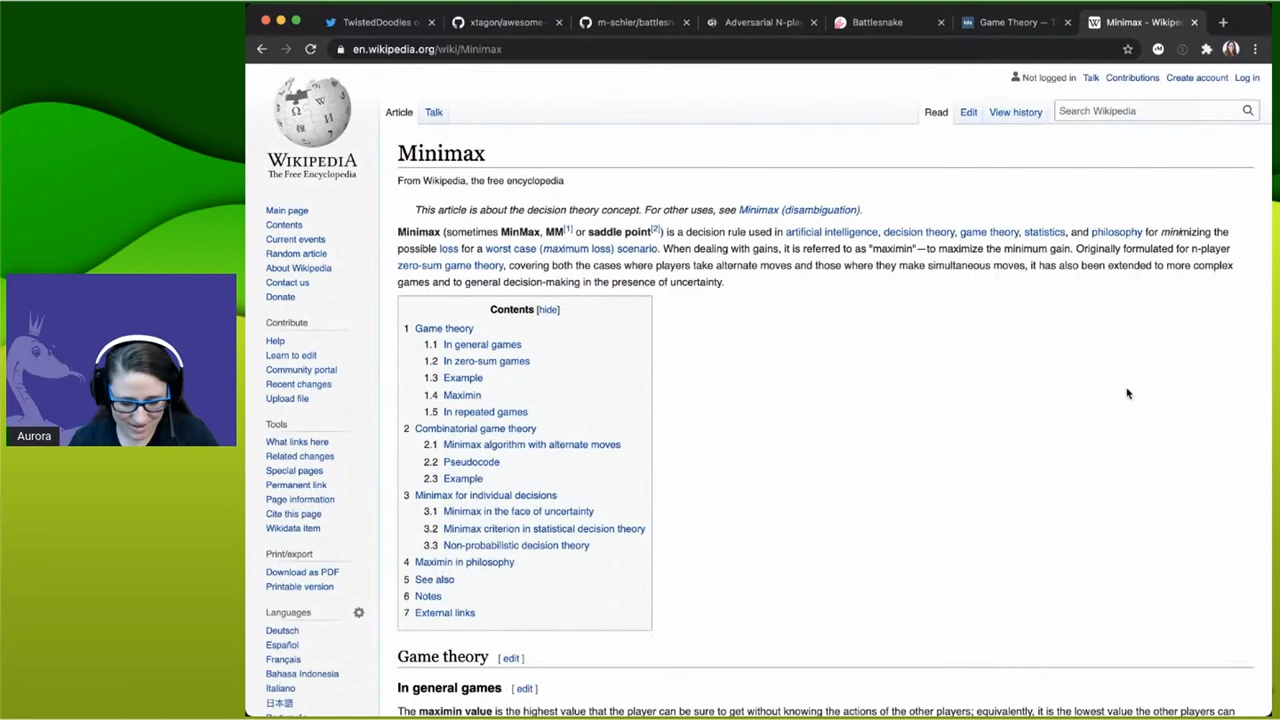 TwistedDoodles o
xtagon/awesome-
m-schier/battlesn
Adversarial N-play
Battlesnake
Game Theory — T
Minimax - Wikipe
en.wikipedia.org/wiki/Minimax
Not logged in Talk Contributions Create account Log in
Article Talk Read Edit View history Search Wikipedia
WIKIPEDIA
The Free Encyclopedia
Main page
Contents
Current events
Random article
About Wikipedia
Contact us
Donate
Contribute
Help
Learn to edit
Community portal
Recent changes
Upload file
Tools
What links here
Related changes
Special pages
Permanent link
Page information
Cite this page
Wikidata item
Print/export
Download as PDF
Printable version
Languages
Deutsch
Español
Français
Bahasa Indonesia
Italiano
日本語
Minimax
From Wikipedia, the free encyclopedia
This article is about the decision theory concept. For other uses, see Minimax (disambiguation).
Minimax (sometimes MinMax, MM[1] or saddle point[2]) is a decision rule used in artificial intelligence, decision theory, game theory, statistics, and philosophy for minimizing the
possible loss for a worst case (maximum loss) scenario. When dealing with gains, it is referred to as "maximin"—to maximize the minimum gain. Originally formulated for n-player
zero-sum game theory, covering both the cases where players take alternate moves and those where they make simultaneous moves, it has also been extended to more complex
games and to general decision-making in the presence of uncertainty.
Contents [hide]
1 Game theory
1.1 In general games
1.2 In zero-sum games
1.3 Example
1.4 Maximin
1.5 In repeated games
2 Combinatorial game theory
2.1 Minimax algorithm with alternate moves
2.2 Pseudocode
2.3 Example
3 Minimax for individual decisions
3.1 Minimax in the face of uncertainty
3.2 Minimax criterion in statistical decision theory
3.3 Non-probabilistic decision theory
4 Maximin in philosophy
5 See also
6 Notes
7 External links
Game theory [ edit ]
In general games [ edit ]
The maximin value is the highest value that the player can be sure to get without knowing the actions of the other players; equivalently, it is the lowest value the other players can
Aurora